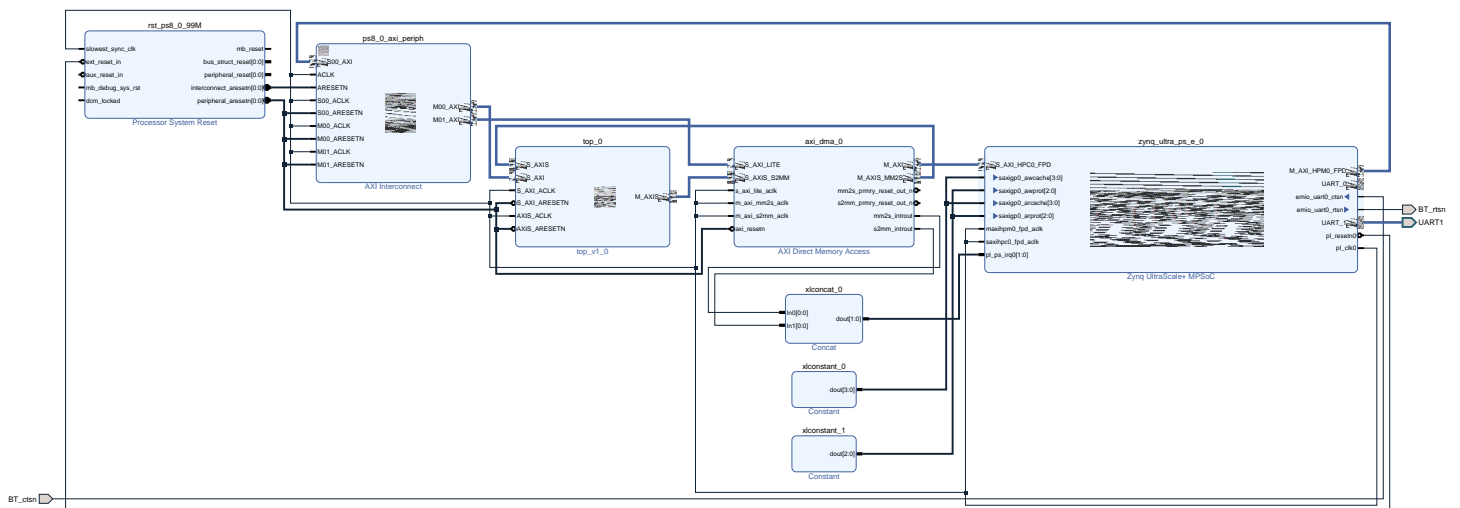 rst_ps8_0_99M
slowest_sync_clk
ext_reset_in
aux_reset_in
mb_debug_sys_rst
dcm_locked
mb_reset
bus_struct_reset[0:0]
peripheral_reset[0:0]
interconnect_aresetn[0:0]
peripheral_aresetn[0:0]
Processor System Reset
ps8_0_axi_periph
S00_AXI
ACLK
ARESETN
S00_ACLK
S00_ARESETN
M00_ACLK
M00_ARESETN
M01_ACLK
M01_ARESETN
M00_AXI
M01_AXI
AXI Interconnect
top_0
S_AXIS
S_AXI
S_AXI_ACLK
S_AXI_ARESETN
AXIS_ACLK
AXIS_ARESETN
M_AXIS
top_v1_0
axi_dma_0
S_AXI_LITE
S_AXIS_S2MM
s_axi_lite_aclk
m_axi_mm2s_aclk
m_axi_s2mm_aclk
axi_resetn
M_AXI
M_AXIS_MM2S
mm2s_prmry_reset_out_n
s2mm_prmry_reset_out_n
mm2s_introut
s2mm_introut
AXI Direct Memory Access
zynq_ultra_ps_e_0
S_AXI_HPC0_FPD
saxigp0_awcache[3:0]
saxigp0_awprot[2:0]
saxigp0_arcache[3:0]
saxigp0_arprot[2:0]
maxihpm0_fpd_aclk
saxihpc0_fpd_aclk
pl_ps_irq0[1:0]
M_AXI_HPM0_FPD
UART_0
emio_uart0_ctsn
emio_uart0_rtsn
UART_1
pl_resetn0
pl_clk0
Zynq UltraScale+ MPSoC
BT_rtsn
UART1
xlconcat_0
In0[0:0]
In1[0:0]
dout[1:0]
Concat
xlconstant_0
dout[3:0]
Constant
xlconstant_1
dout[2:0]
Constant
BT_ctsn